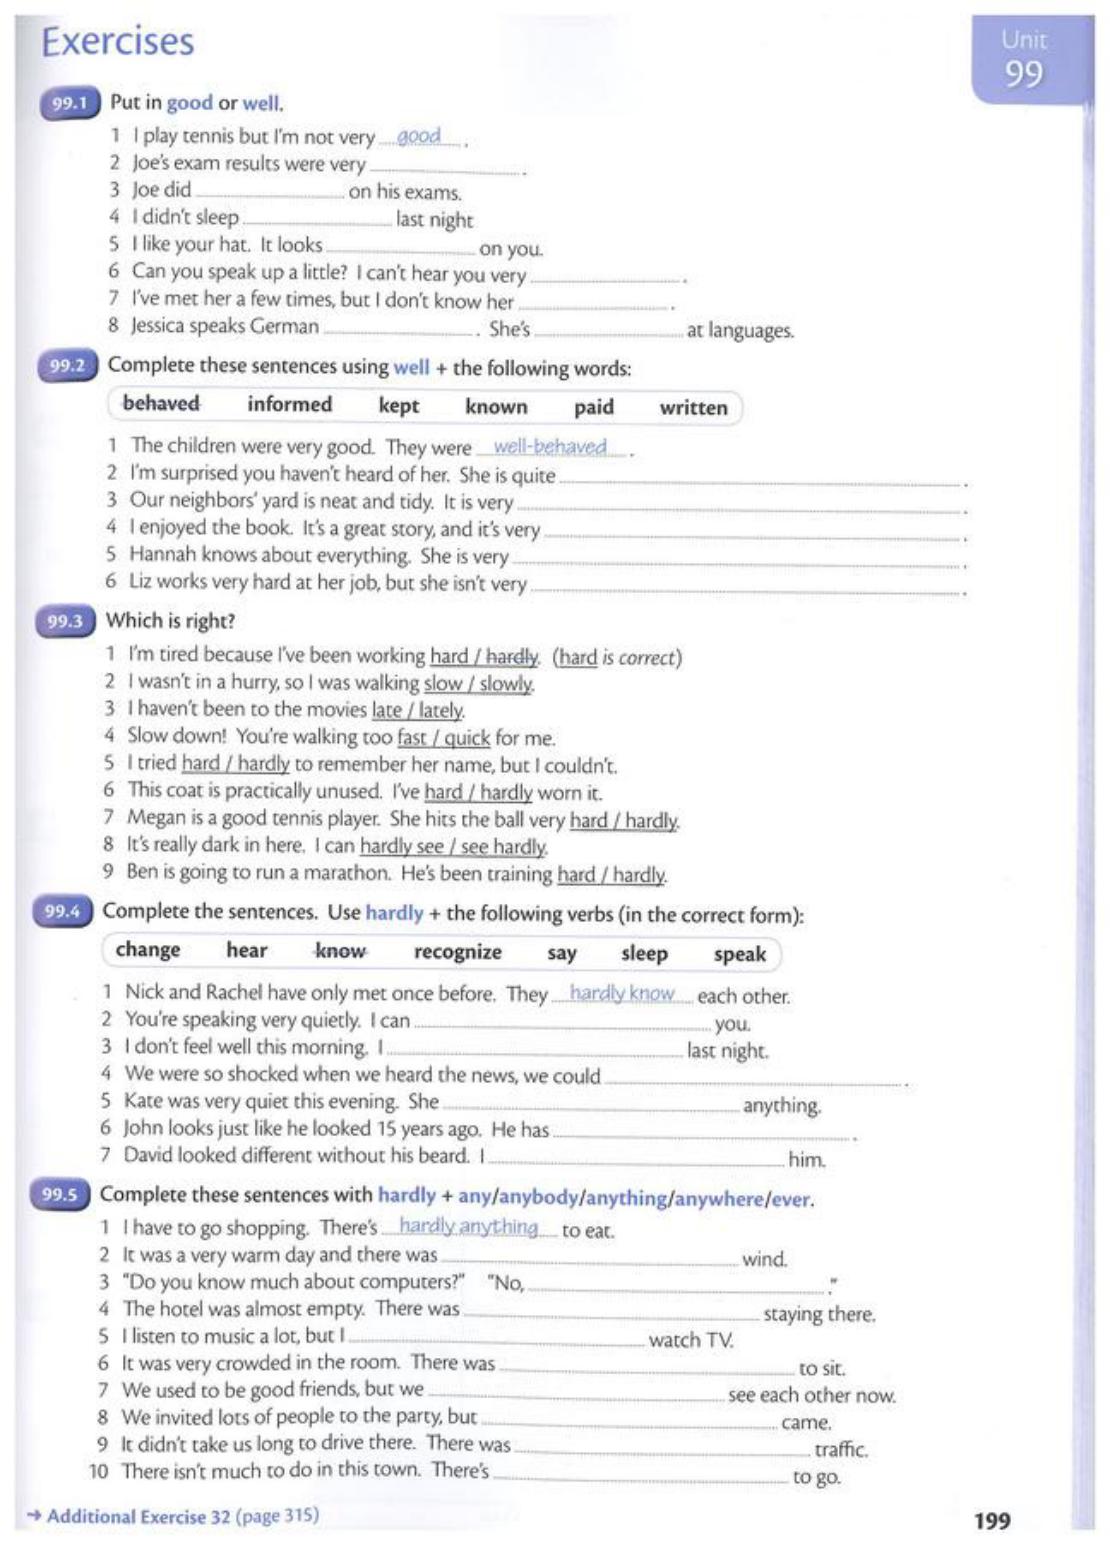 Exercises
Unit
99
99.1 Put in good or well.
1 I play tennis but I'm not very good .
2 Joe's exam results were very .
3 Joe did on his exams.
4 I didn't sleep last night
5 I like your hat. It looks on you.
6 Can you speak up a little? I can't hear you very .
7 I've met her a few times, but I don't know her .
8 Jessica speaks German . She's at languages.
99.2 Complete these sentences using well + the following words:
behaved informed kept known paid written
1 The children were very good. They were well-behaved .
2 I'm surprised you haven't heard of her. She is quite .
3 Our neighbors' yard is neat and tidy. It is very .
4 I enjoyed the book. It's a great story, and it's very .
5 Hannah knows about everything. She is very .
6 Liz works very hard at her job, but she isn't very .
99.3 Which is right?
1 I'm tired because I've been working hard / hardly. (hard is correct)
2 I wasn't in a hurry, so I was walking slow / slowly.
3 I haven't been to the movies late / lately.
4 Slow down! You're walking too fast / quick for me.
5 I tried hard / hardly to remember her name, but I couldn't.
6 This coat is practically unused. I've hard / hardly worn it.
7 Megan is a good tennis player. She hits the ball very hard / hardly.
8 It's really dark in here. I can hardly see / see hardly.
9 Ben is going to run a marathon. He's been training hard / hardly.
99.4 Complete the sentences. Use hardly + the following verbs (in the correct form):
change hear know recognize say sleep speak
1 Nick and Rachel have only met once before. They hardly know each other.
2 You're speaking very quietly. I can you.
3 I don't feel well this morning. I last night.
4 We were so shocked when we heard the news, we could .
5 Kate was very quiet this evening. She anything.
6 John looks just like he looked 15 years ago. He has .
7 David looked different without his beard. I him.
99.5 Complete these sentences with hardly + any/anybody/anything/anywhere/ever.
1 I have to go shopping. There's hardly anything to eat.
2 It was a very warm day and there was wind.
3 "Do you know much about computers?" "No, ."
4 The hotel was almost empty. There was staying there.
5 I listen to music a lot, but I watch TV.
6 It was very crowded in the room. There was to sit.
7 We used to be good friends, but we see each other now.
8 We invited lots of people to the party, but came.
9 It didn't take us long to drive there. There was traffic.
10 There isn't much to do in this town. There's to go.
→ Additional Exercise 32 (page 315)
199